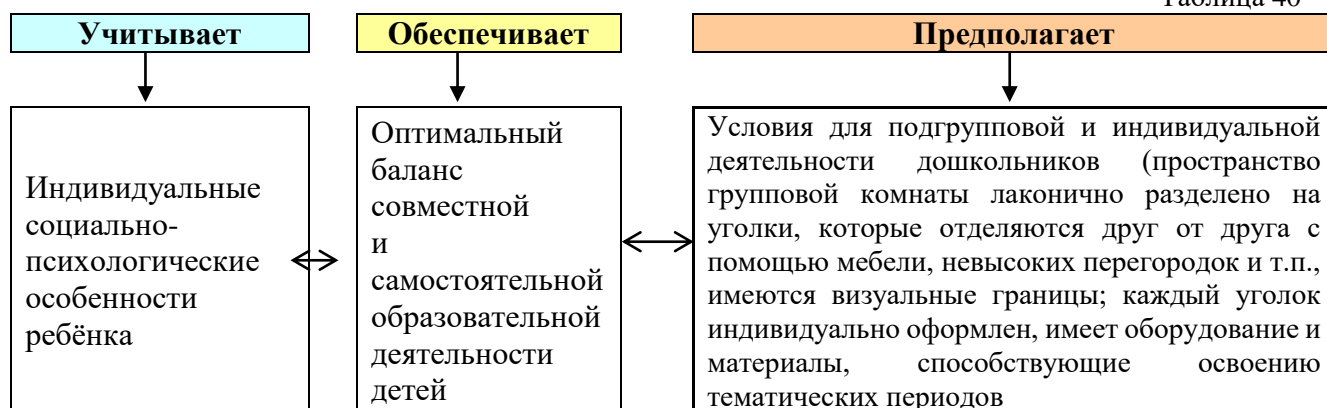 Таблица 40
Учитывает
Обеспечивает
Предполагает
Индивидуальные
социально-
психологические
особенности
ребёнка
Оптимальный
баланс
совместной
и
самостоятельной
образовательной
деятельности
детей
Условия для подгрупповой и индивидуальной
деятельности дошкольников (пространство
групповой комнаты лаконично разделено на
уголки, которые отделяются друг от друга с
помощью мебели, невысоких перегородок и т.п.,
имеются визуальные границы; каждый уголок
индивидуально оформлен, имеет оборудование и
материалы, способствующие освоению
тематических периодов